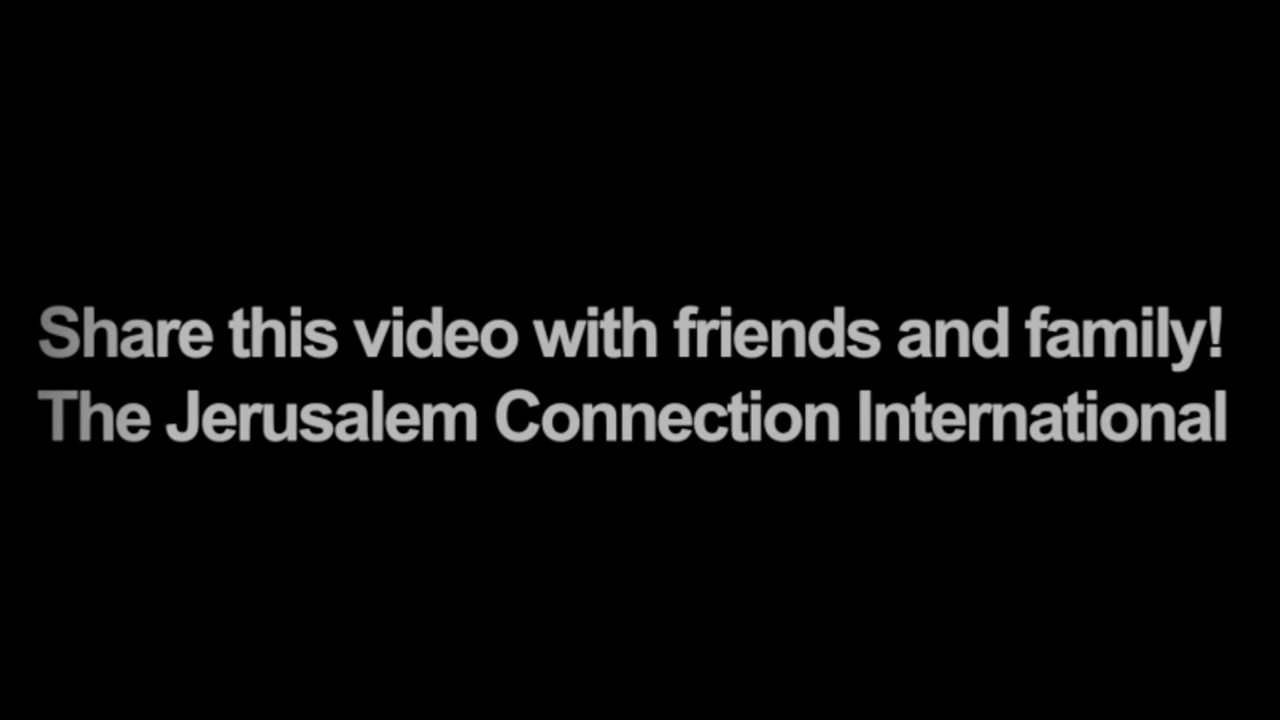 Share this video with friends and family!
The Jerusalem Connection International